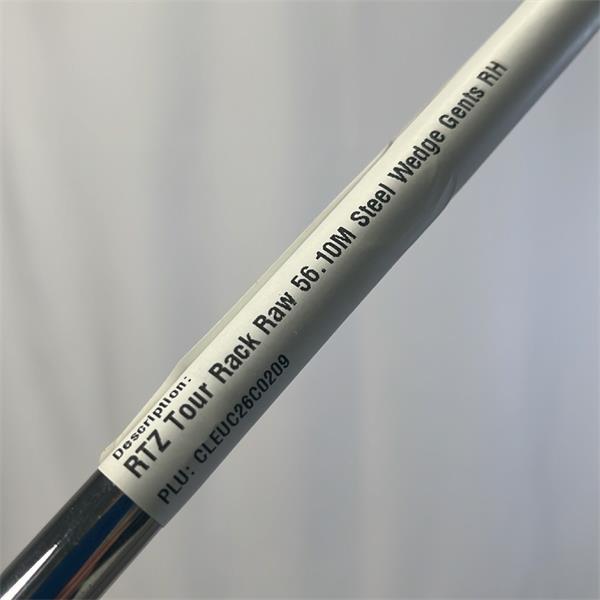 Description:
RTZ Tour Rack Raw 56.10M Steel Wedge Gents RH
PLU: CLEUC26C0209